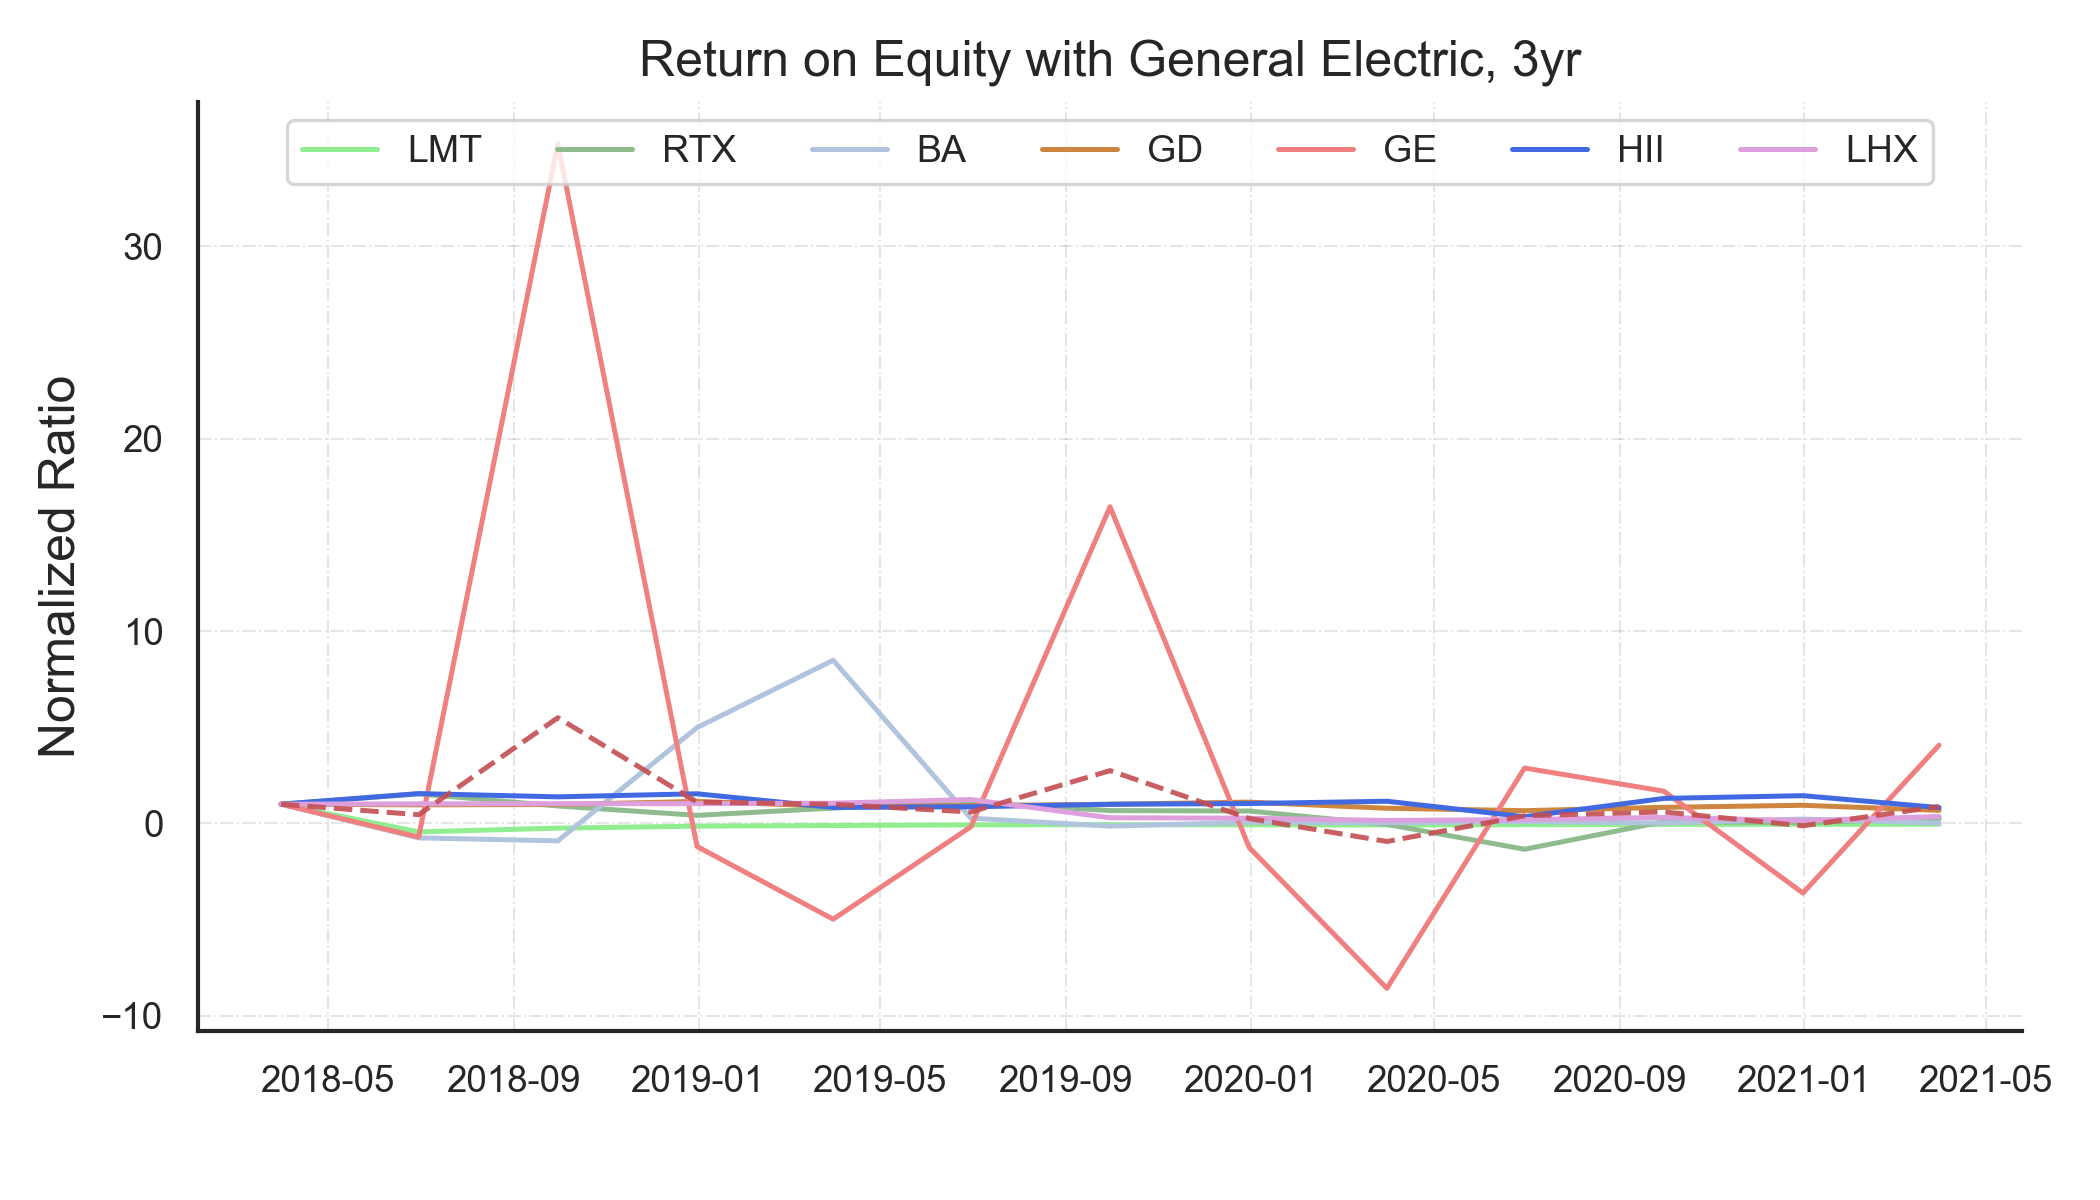 Return on Equity with General Electric, 3yr
LMT RTX BA GD GE HII LHX
Normalized Ratio
30
20
10
0
−10
2018-05 2018-09 2019-01 2019-05 2019-09 2020-01 2020-05 2020-09 2021-01 2021-05